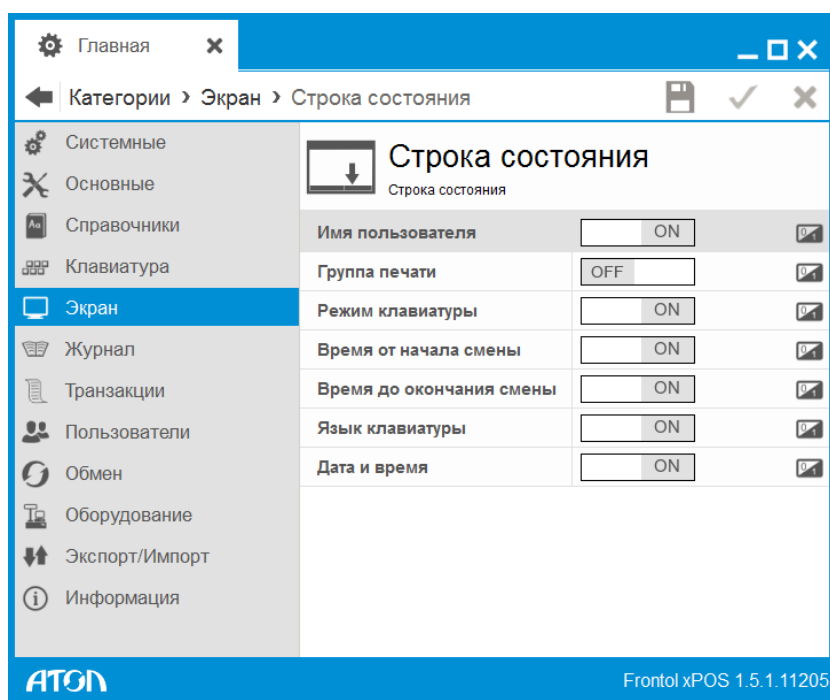 Главная
Категории › Экран › Строка состояния
Системные
Основные
Справочники
Клавиатура
Экран
Журнал
Транзакции
Пользователи
Обмен
Оборудование
Экспорт/Импорт
Информация
Строка состояния
Строка состояния
Имя пользователя ON
Группа печати OFF
Режим клавиатуры ON
Время от начала смены ON
Время до окончания смены ON
Язык клавиатуры ON
Дата и время ON
ATOL
Frontol xPOS 1.5.1.11205